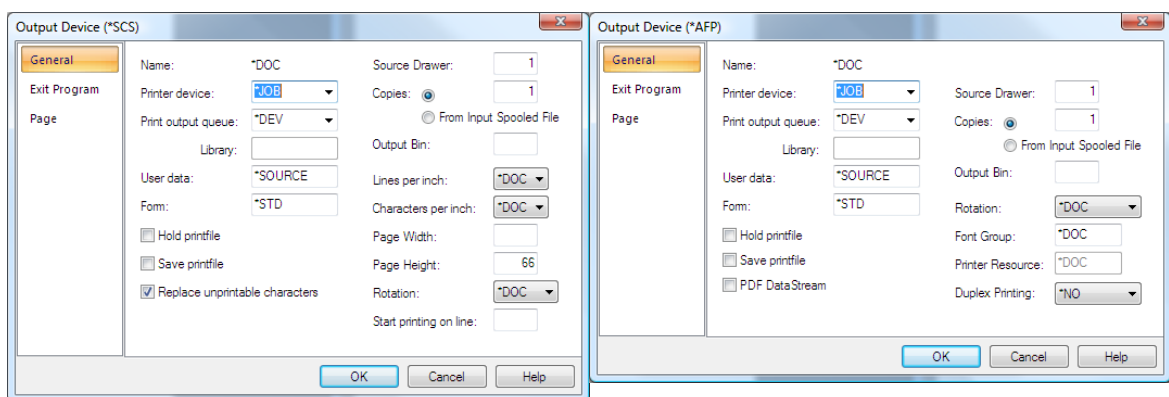 Output Device (*SCS)
General
Exit Program
Page
Name: *DOC
Printer device: *JOB
Print output queue: *DEV
Library:
User data: *SOURCE
Form: *STD
Hold printfile
Save printfile
Replace unprintable characters
Source Drawer: 1
Copies: 1
From Input Spooled File
Output Bin:
Lines per inch: *DOC
Characters per inch: *DOC
Page Width:
Page Height: 66
Rotation: *DOC
Start printing on line:
OK Cancel Help
Output Device (*AFP)
General
Exit Program
Page
Name: *DOC
Printer device: *JOB
Print output queue: *DEV
Library:
User data: *SOURCE
Form: *STD
Hold printfile
Save printfile
PDF DataStream
Source Drawer: 1
Copies: 1
From Input Spooled File
Output Bin:
Rotation: *DOC
Font Group: *DOC
Printer Resource: *DOC
Duplex Printing: *NO
OK Cancel Help